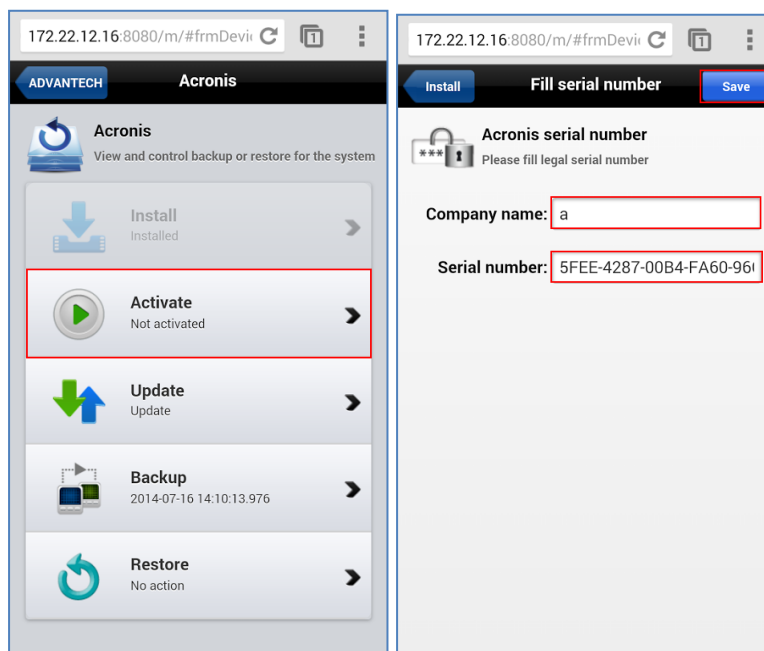 172.22.12.16:8080/m/#frmDevi
1
ADVANTECH
Acronis
Acronis
View and control backup or restore for the system
Install
Installed
Activate
Not activated
Update
Update
Backup
2014-07-16 14:10:13.976
Restore
No action
172.22.12.16:8080/m/#frmDevi
1
Install
Fill serial number
Save
***
Acronis serial number
Please fill legal serial number
Company name: a
Serial number: 5FEE-4287-00B4-FA60-96